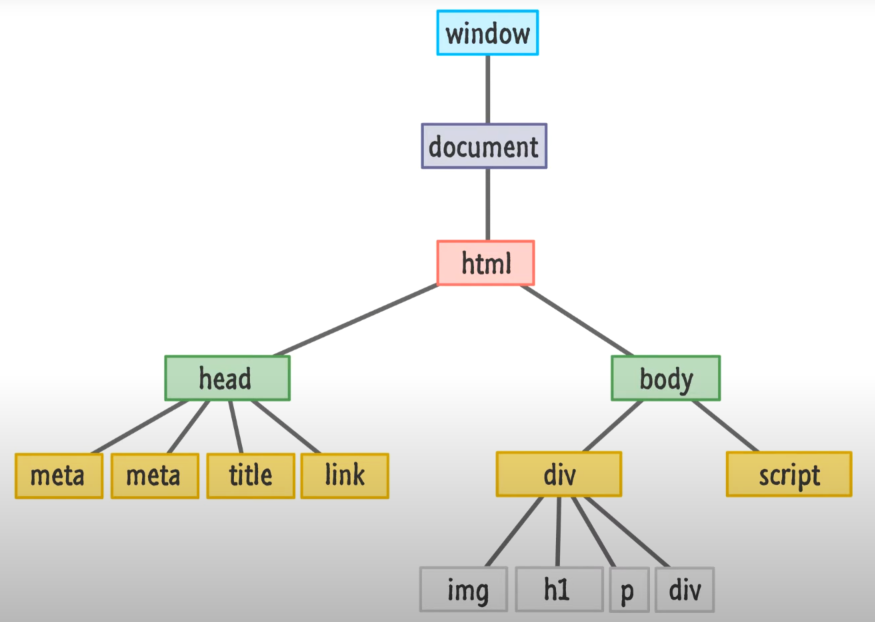 window
document
html
head
body
meta
meta
title
link
div
script
img
h1
p
div